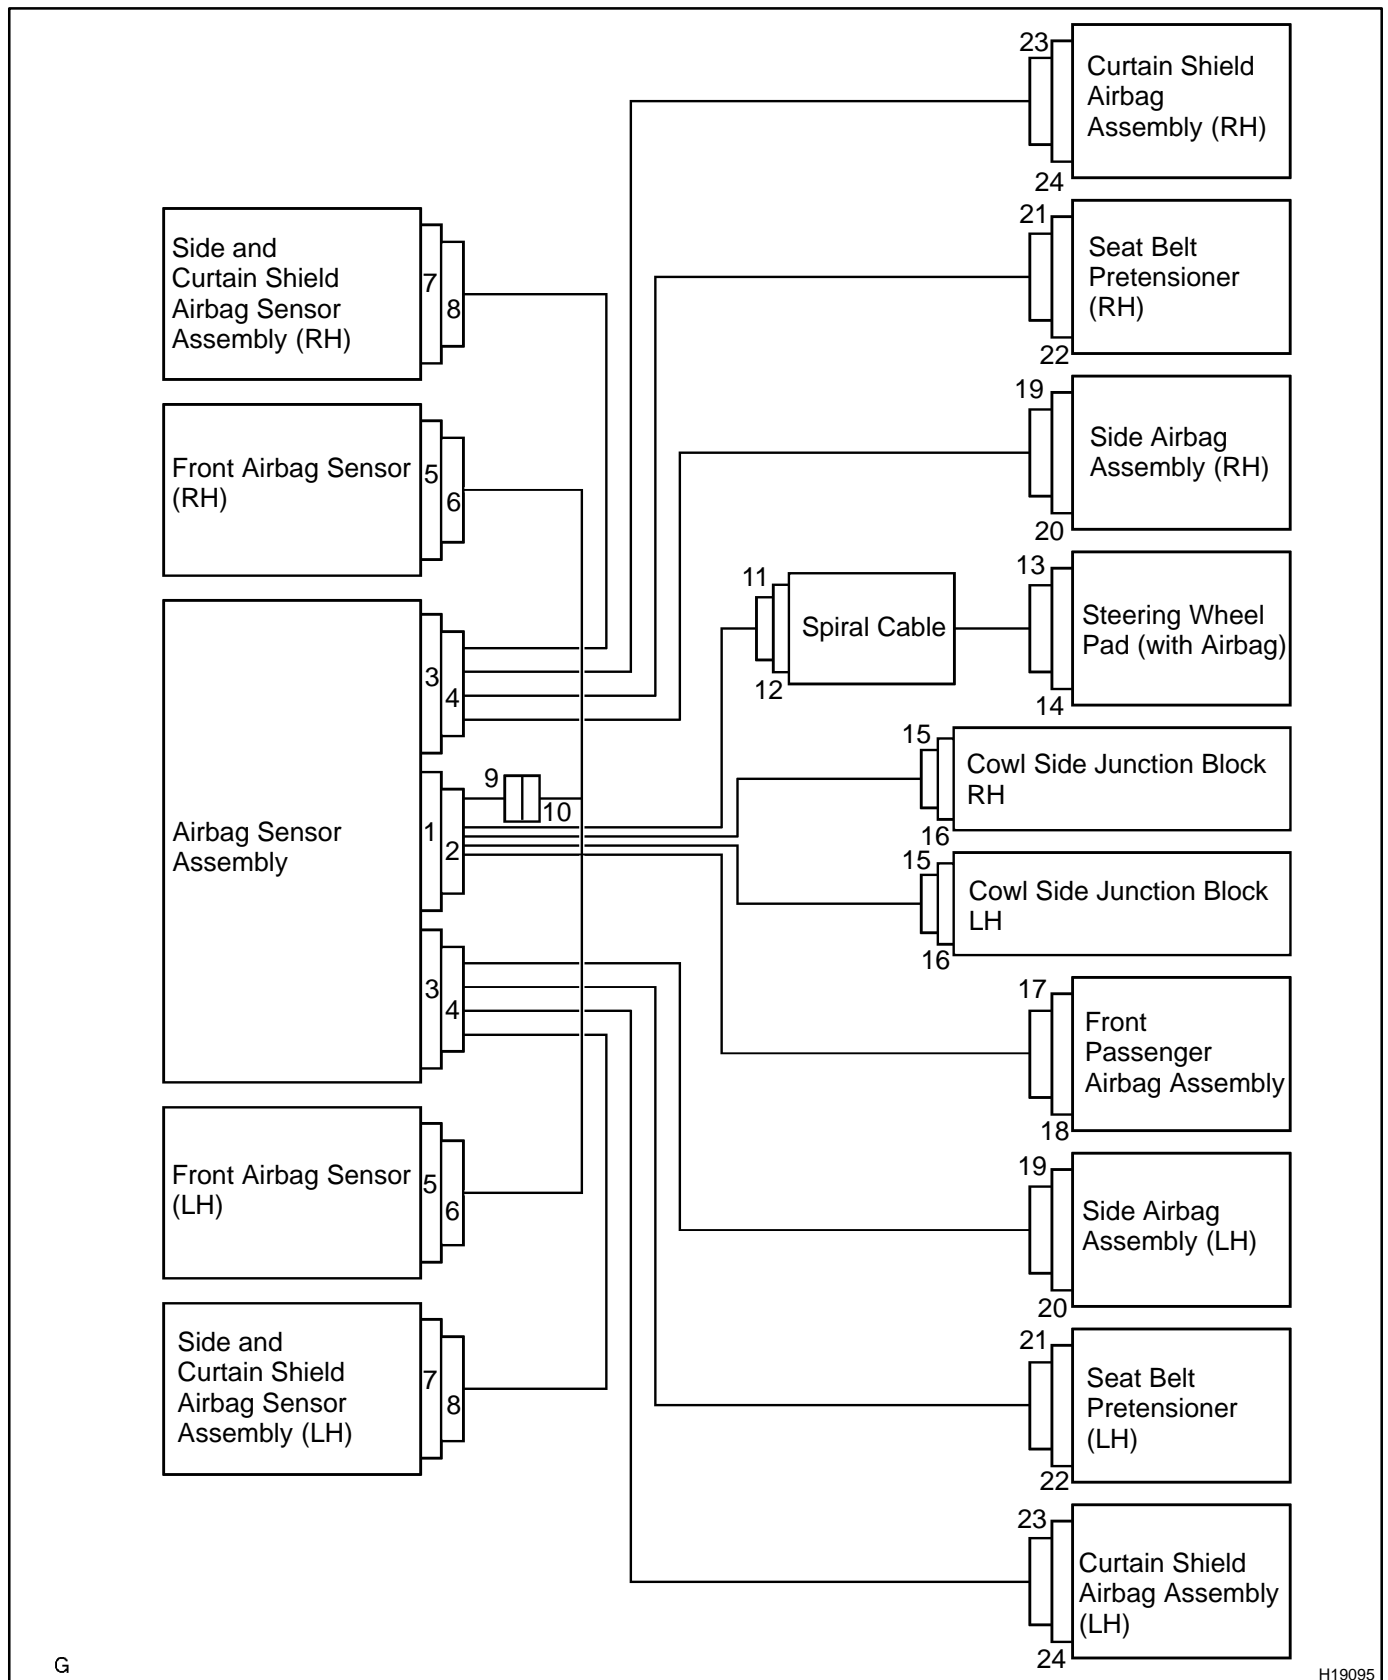 23
Curtain Shield
Airbag
Assembly (RH)
24
Side and
Curtain Shield
Airbag Sensor
Assembly (RH)
7
8
21
Seat Belt
Pretensioner
(RH)
22
Front Airbag Sensor
(RH)
5
6
19
Side Airbag
Assembly (RH)
20
Airbag Sensor
Assembly
3
4
9
10
1
2
3
4
11
Spiral Cable
12
13
Steering Wheel
Pad (with Airbag)
14
15
Cowl Side Junction Block
RH
16
15
Cowl Side Junction Block
LH
16
17
Front
Passenger
Airbag Assembly
18
Front Airbag Sensor
(LH)
5
6
19
Side Airbag
Assembly (LH)
20
Side and
Curtain Shield
Airbag Sensor
Assembly (LH)
7
8
21
Seat Belt
Pretensioner
(LH)
22
23
Curtain Shield
Airbag Assembly
(LH)
24
G
H19095